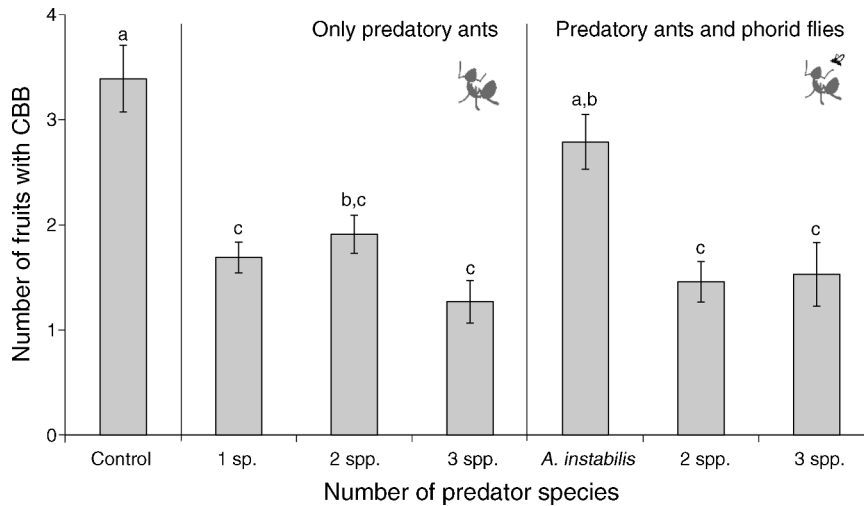 Number of fruits with CBB
4
3
2
1
0
Only predatory ants
Predatory ants and phorid flies
a
c
b,c
c
a,b
c
c
Control
1 sp.
2 spp.
3 spp.
A. instabilis
2 spp.
3 spp.
Number of predator species